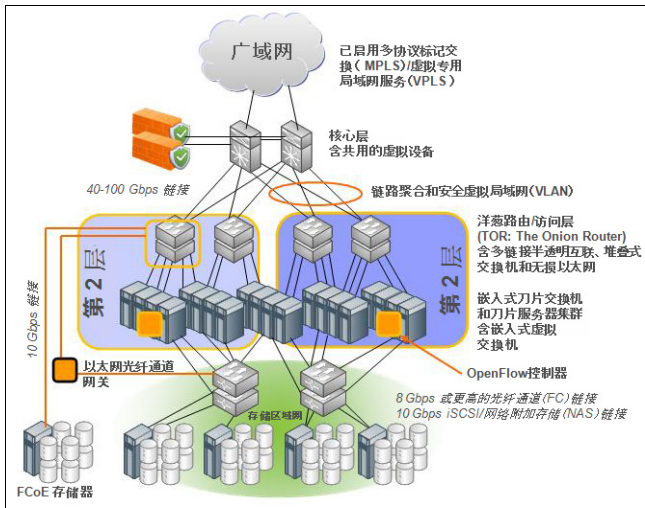 广域网
已启用多协议标记交
换( MPLS)/虚拟专用
局域网服务(VPLS)
核心层
含共用的虚拟设备
40-100 Gbps 链接
链路聚合和安全虚拟局域网(VLAN)
洋葱路由/访问层
(TOR: The Onion Router)
含多链接半透明互联、堆叠式
交换机和无损以太网
第 2 层
第 2 层
10 Gbps 链接
嵌入式刀片交换机
和刀片服务器集群
含嵌入式虚拟
交换机
以太网光纤通道
网关
OpenFlow控制器
8 Gbps 或更高的光纤通道(FC)链接
10 Gbps iSCSI/网络附加存储(NAS)链接
存储区域网
FCoE 存储器